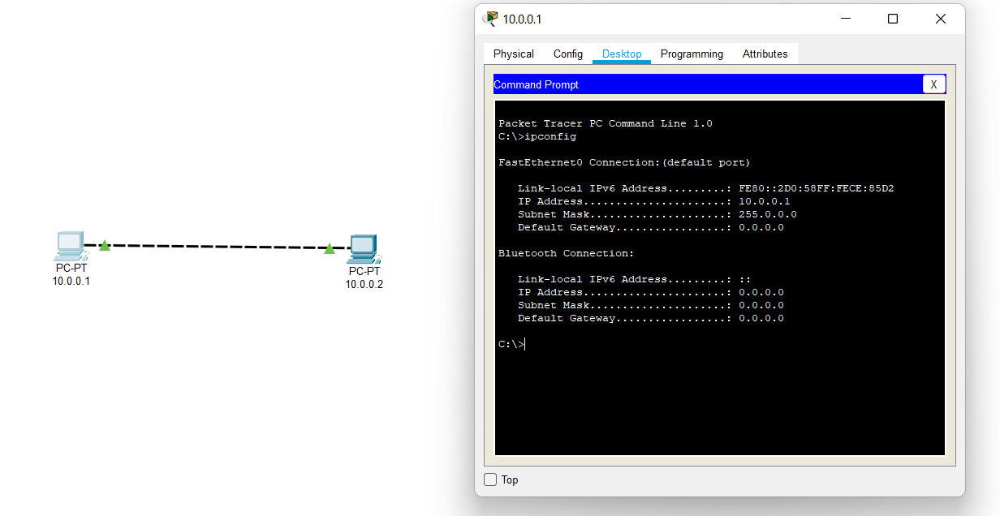 10.0.0.1
Physical Config Desktop Programming Attributes
Command Prompt X
Packet Tracer PC Command Line 1.0
C:\>ipconfig
FastEthernet0 Connection:(default port)
Link-local IPv6 Address.........: FE80::2D0:58FF:FECE:85D2
IP Address......................: 10.0.0.1
Subnet Mask.....................: 255.0.0.0
Default Gateway.................: 0.0.0.0
Bluetooth Connection:
Link-local IPv6 Address.........: ::
IP Address......................: 0.0.0.0
Subnet Mask.....................: 0.0.0.0
Default Gateway.................: 0.0.0.0
C:\>
Top
PC-PT
10.0.0.1
PC-PT
10.0.0.2